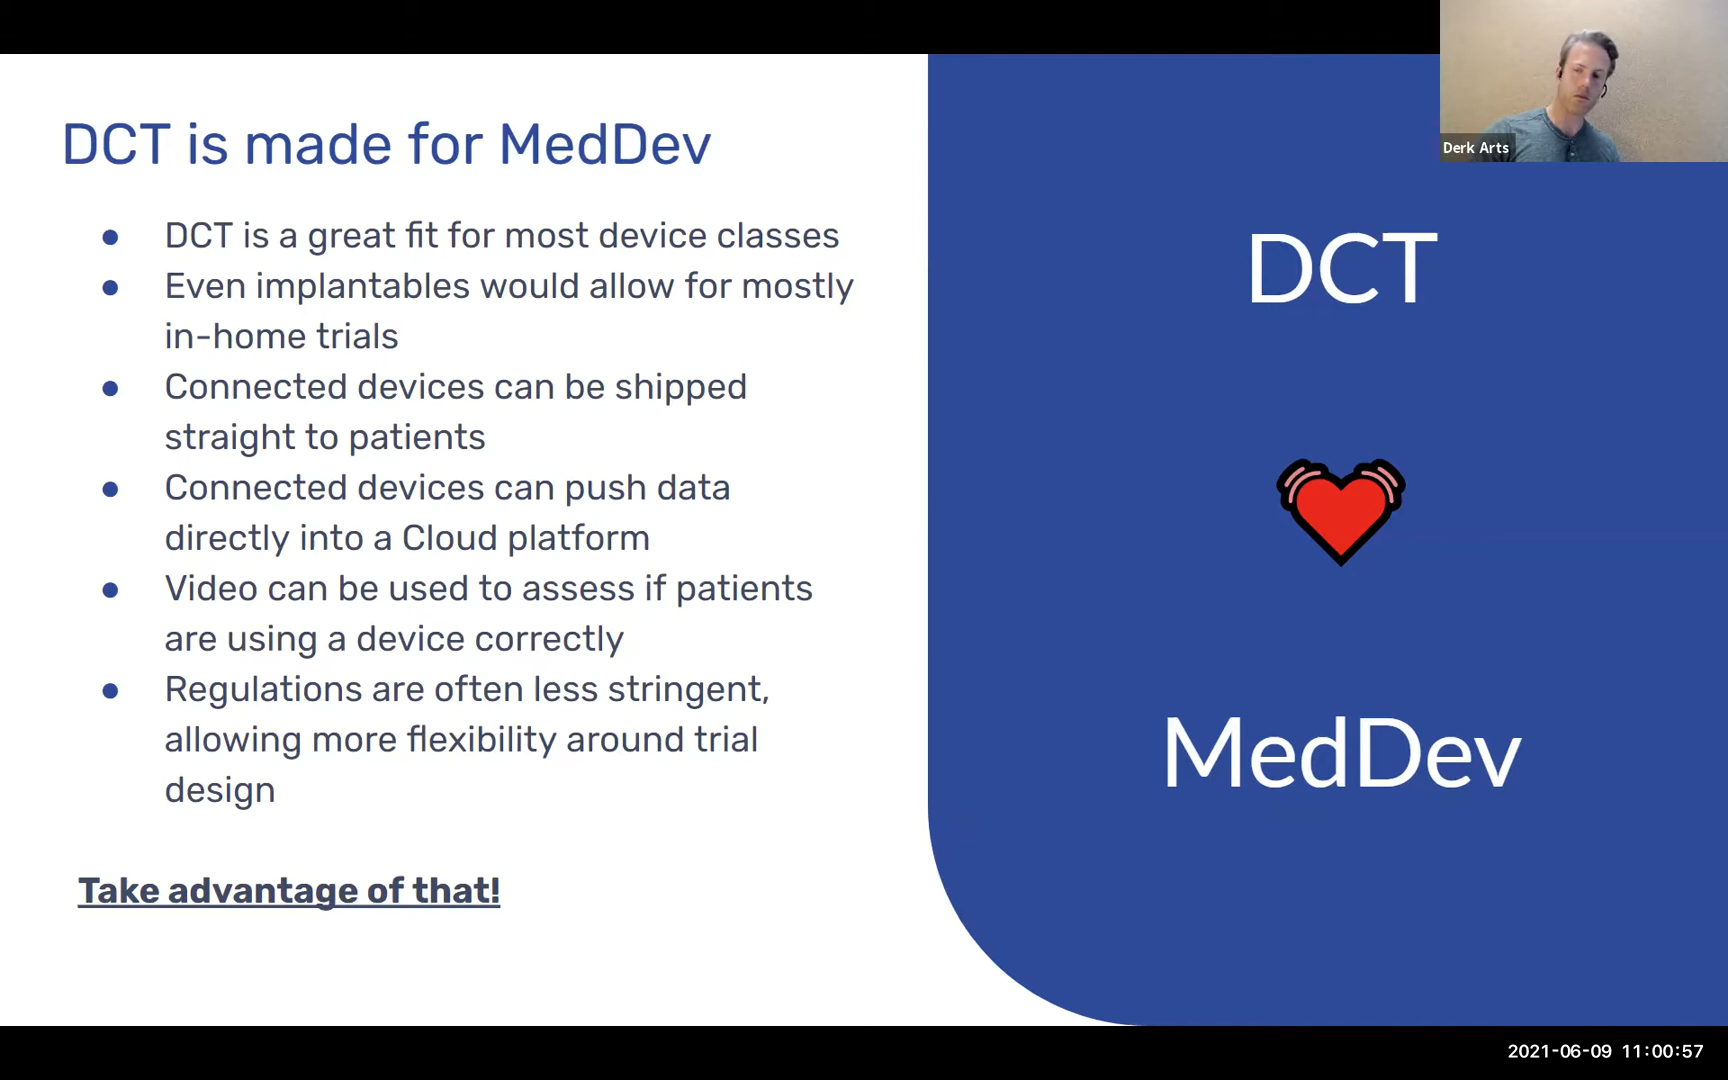 DCT is made for MedDev
● DCT is a great fit for most device classes
● Even implantables would allow for mostly
in-home trials
● Connected devices can be shipped
straight to patients
● Connected devices can push data
directly into a Cloud platform
● Video can be used to assess if patients
are using a device correctly
● Regulations are often less stringent,
allowing more flexibility around trial
design
Take advantage of that!
DCT
MedDev
Derk Arts
2021-06-09 11:00:57